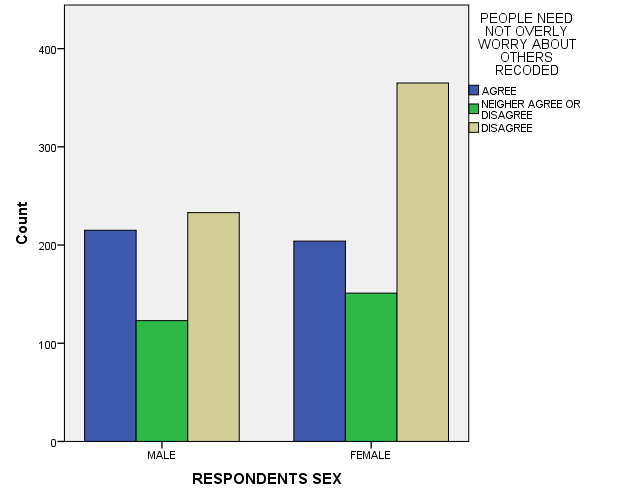 PEOPLE NEED
NOT OVERLY
WORRY ABOUT
OTHERS
RECODED
AGREE
NEIGHER AGREE OR
DISAGREE
DISAGREE
400
300
200
100
0
Count
MALE
FEMALE
RESPONDENTS SEX